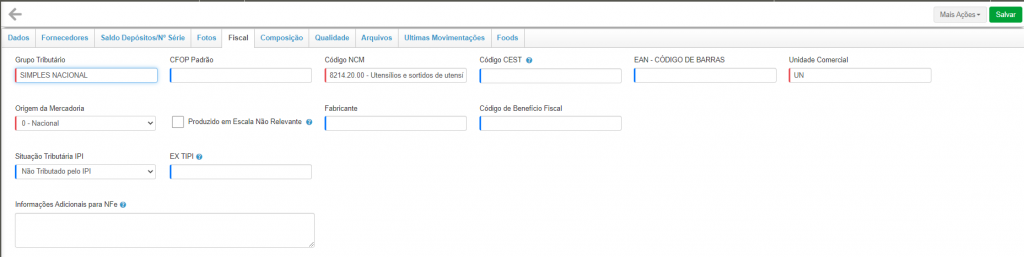 Mais Ações Salvar
Dados Fornecedores Saldo Depósitos/Nº Série Fotos Fiscal Composição Qualidade Arquivos Ultimas Movimentações Foods
Grupo Tributário CFOP Padrão Código NCM Código CEST ? EAN - CÓDIGO DE BARRAS Unidade Comercial
SIMPLES NACIONAL 8214.20.00 - Utensílios e sortidos de utensí UN
Origem da Mercadoria Fabricante Código de Benefício Fiscal
0 - Nacional Produzido em Escala Não Relevante ?
Situação Tributária IPI EX TIPI ?
Não Tributado pelo IPI
Informações Adicionais para NFe ?